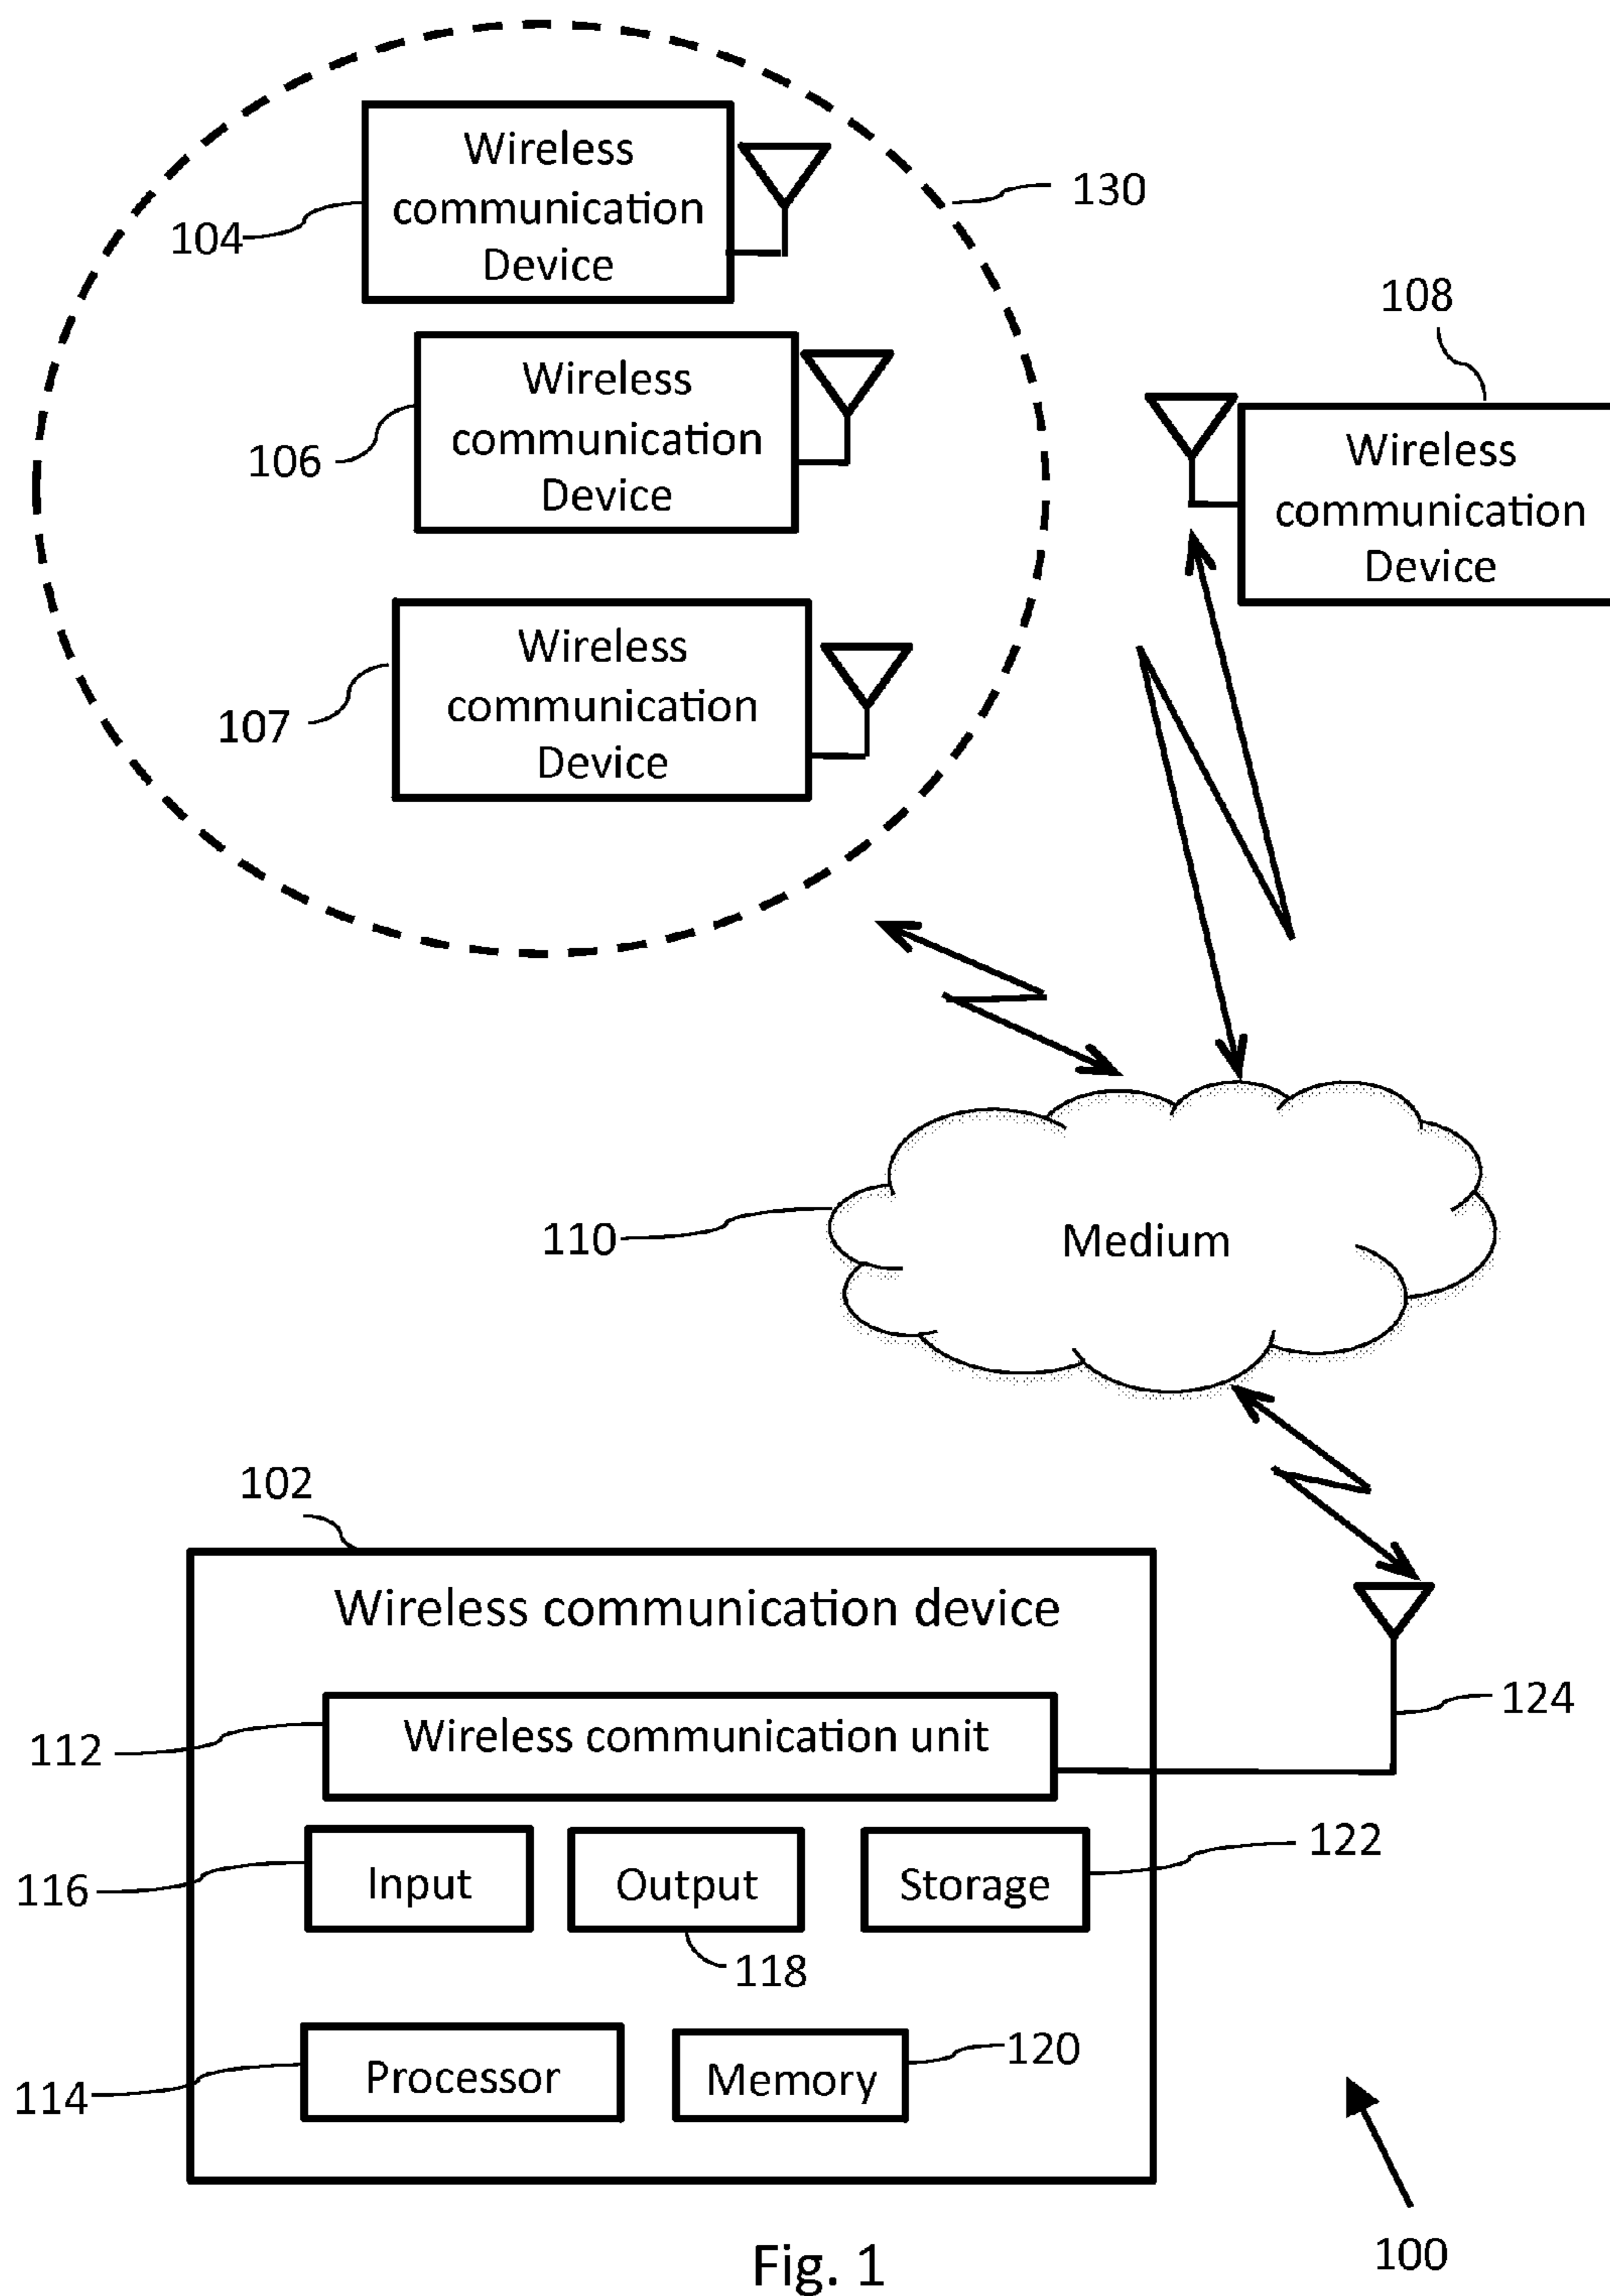 Wireless
communication
Device
104
130
Wireless
communication
Device
106
108
Wireless
communication
Device
Wireless
communication
Device
107
110
Medium
102
Wireless communication device
112
Wireless communication unit
124
116
Input
Output
Storage
122
118
114
Processor
Memory
120
100
Fig. 1